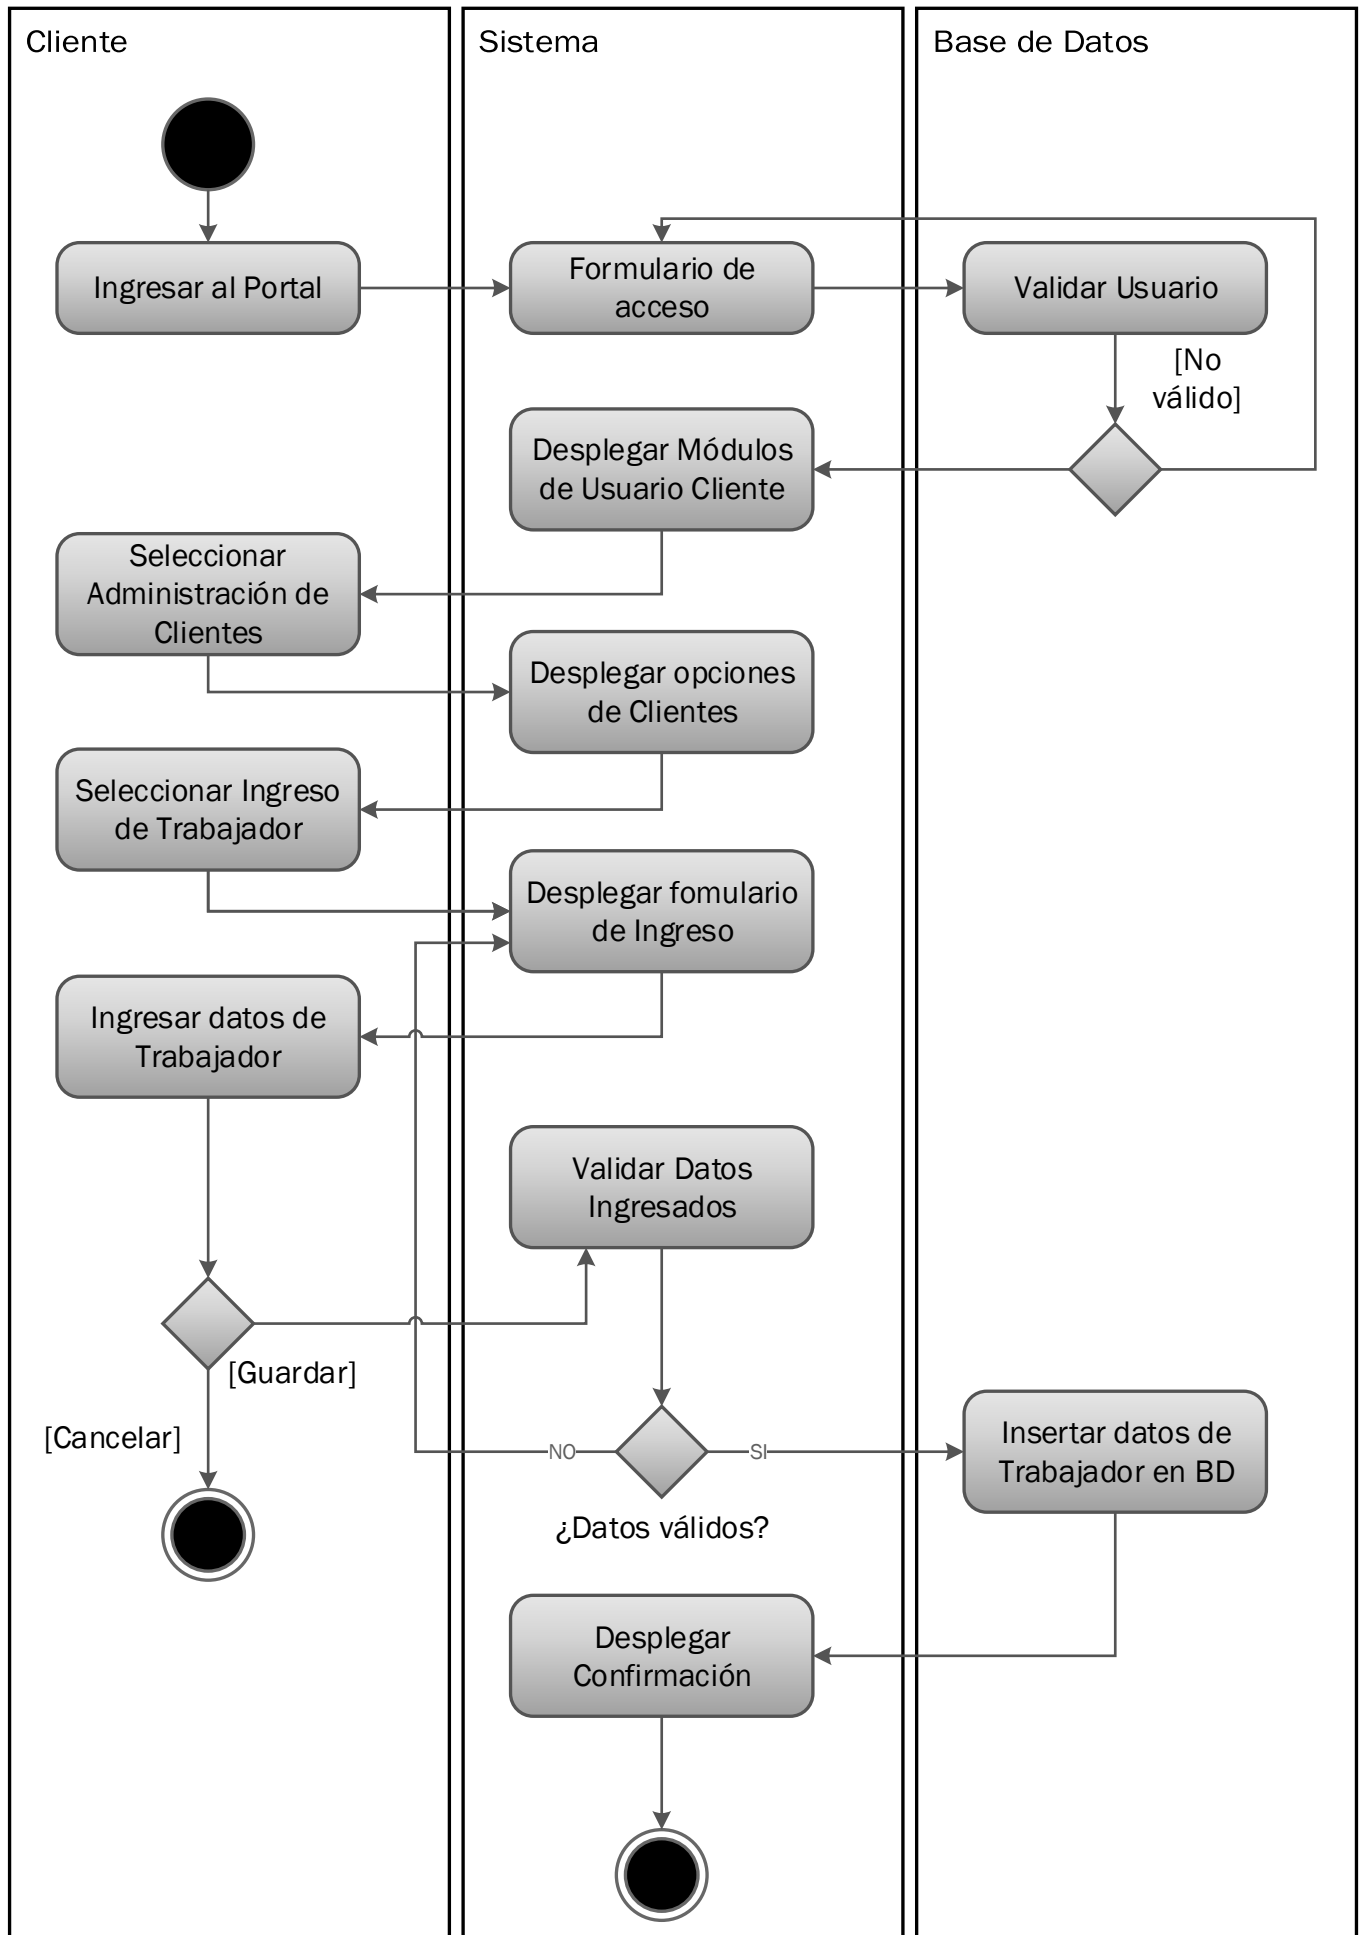 Cliente
Sistema
Base de Datos
Ingresar al Portal
Formulario de
acceso
Validar Usuario
[No
válido]
Desplegar Módulos
de Usuario Cliente
Seleccionar
Administración de
Clientes
Desplegar opciones
de Clientes
Seleccionar Ingreso
de Trabajador
Desplegar fomulario
de Ingreso
Ingresar datos de
Trabajador
Validar Datos
Ingresados
[Guardar]
[Cancelar]
NO
SI
¿Datos válidos?
Insertar datos de
Trabajador en BD
Desplegar
Confirmación